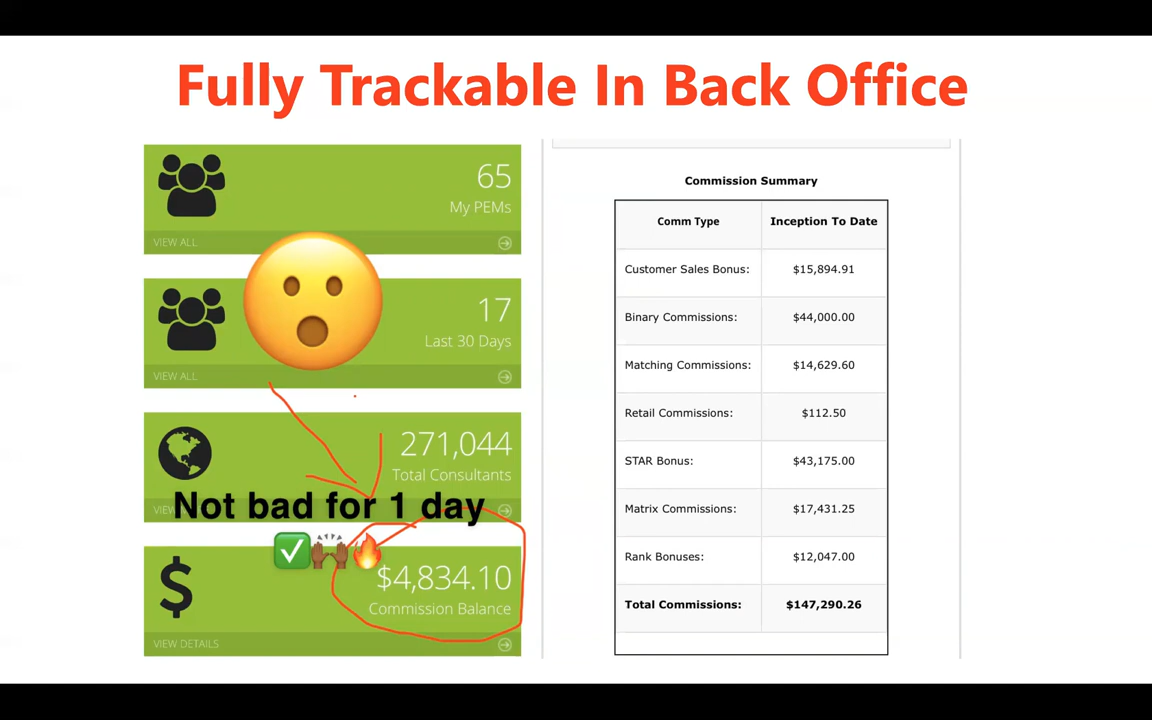 Fully Trackable In Back Office
65
My PEMs
VIEW ALL
17
Last 30 Days
VIEW ALL
271,044
Total Consultants
Not bad for 1 day
$4,834.10
Commission Balance
VIEW DETAILS
Commission Summary
Comm Type Inception To Date
Customer Sales Bonus: $15,894.91
Binary Commissions: $44,000.00
Matching Commissions: $14,629.60
Retail Commissions: $112.50
STAR Bonus: $43,175.00
Matrix Commissions: $17,431.25
Rank Bonuses: $12,047.00
Total Commissions: $147,290.26